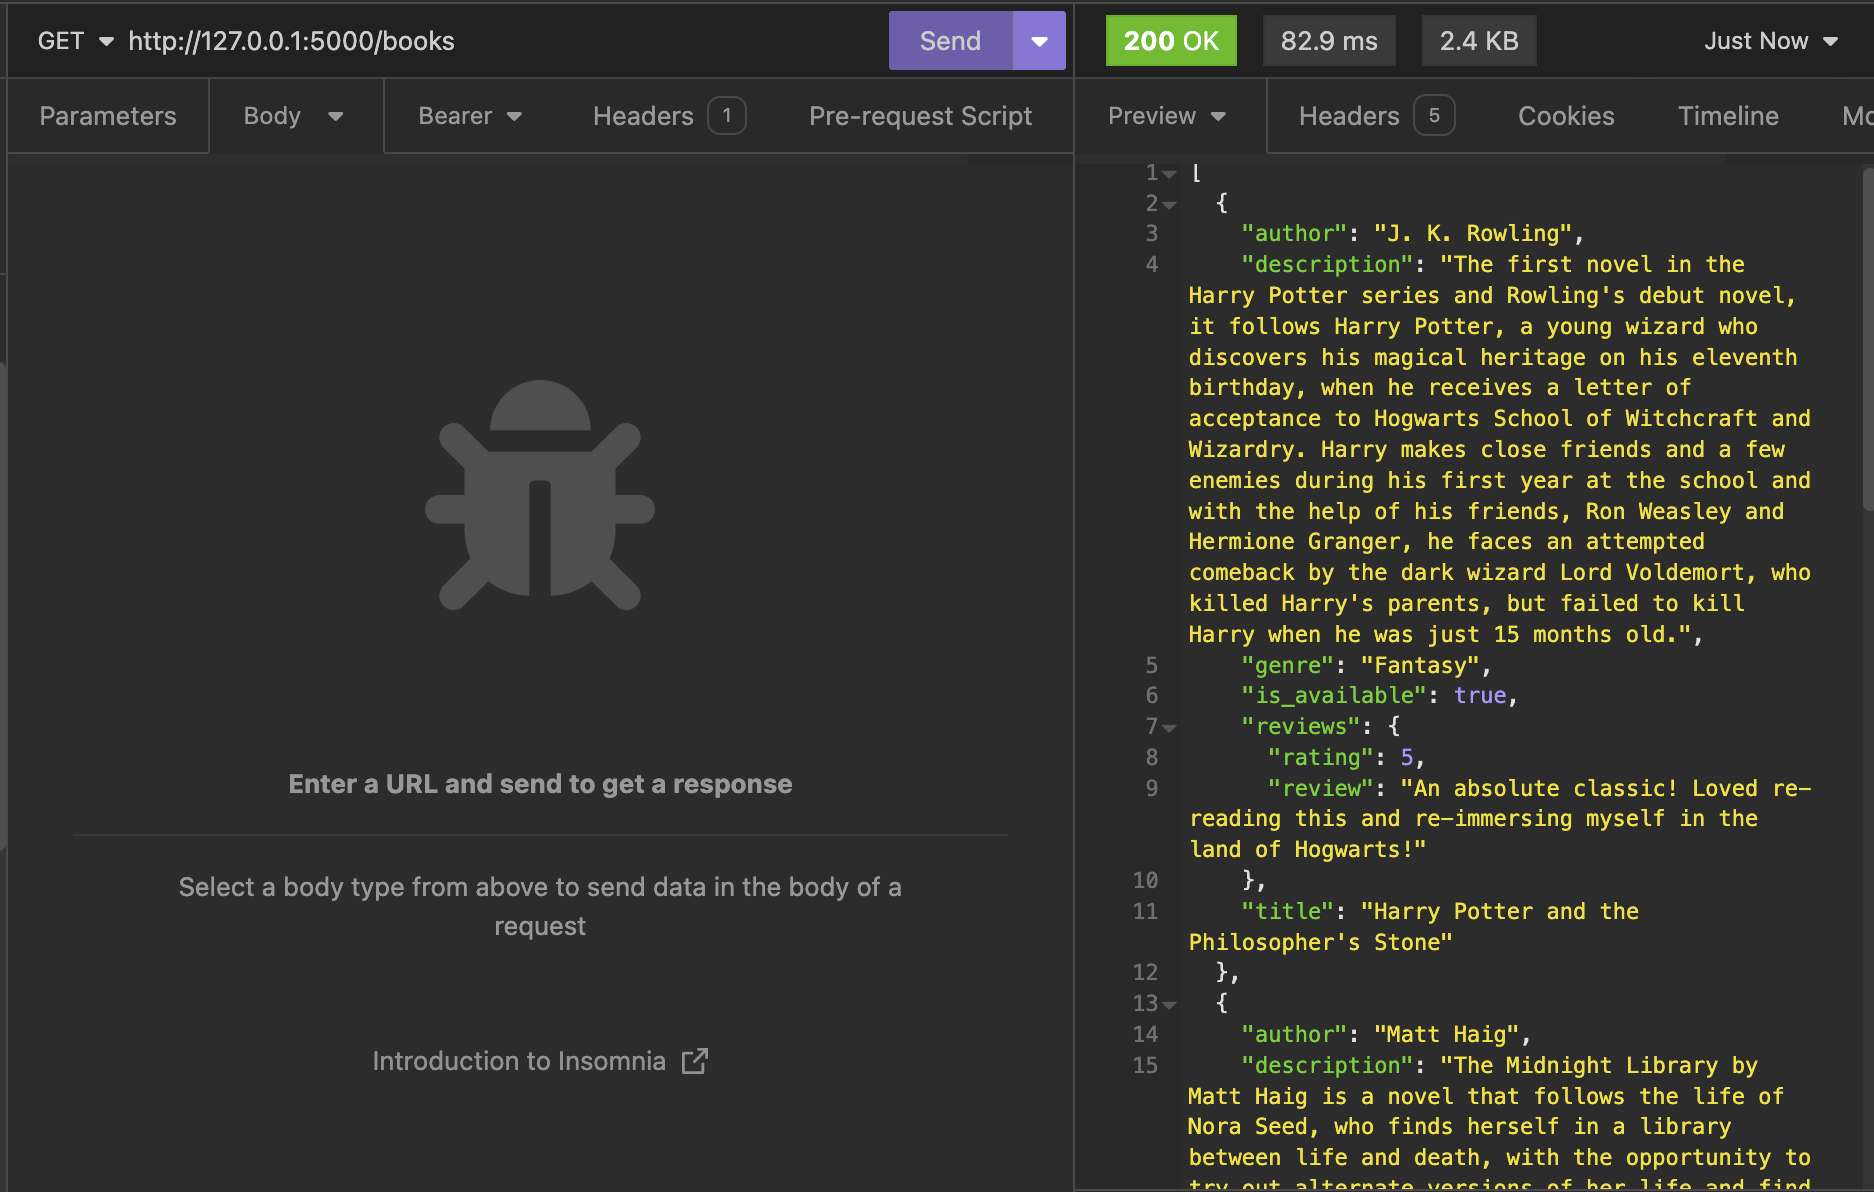 GET http://127.0.0.1:5000/books Send
200 OK 82.9 ms 2.4 KB Just Now
Parameters Body Bearer Headers 1 Pre-request Script
Preview Headers 5 Cookies Timeline
Enter a URL and send to get a response
Select a body type from above to send data in the body of a
request
Introduction to Insomnia
1 [
2 {
3 "author": "J. K. Rowling",
4 "description": "The first novel in the
Harry Potter series and Rowling's debut novel,
it follows Harry Potter, a young wizard who
discovers his magical heritage on his eleventh
birthday, when he receives a letter of
acceptance to Hogwarts School of Witchcraft and
Wizardry. Harry makes close friends and a few
enemies during his first year at the school and
with the help of his friends, Ron Weasley and
Hermione Granger, he faces an attempted
comeback by the dark wizard Lord Voldemort, who
killed Harry's parents, but failed to kill
Harry when he was just 15 months old.",
5 "genre": "Fantasy",
6 "is_available": true,
7 "reviews": {
8 "rating": 5,
9 "review": "An absolute classic! Loved re-
reading this and re-immersing myself in the
land of Hogwarts!"
10 },
11 "title": "Harry Potter and the
Philosopher's Stone"
12 },
13 {
14 "author": "Matt Haig",
15 "description": "The Midnight Library by
Matt Haig is a novel that follows the life of
Nora Seed, who finds herself in a library
between life and death, with the opportunity to
try out alternate versions of her life and find